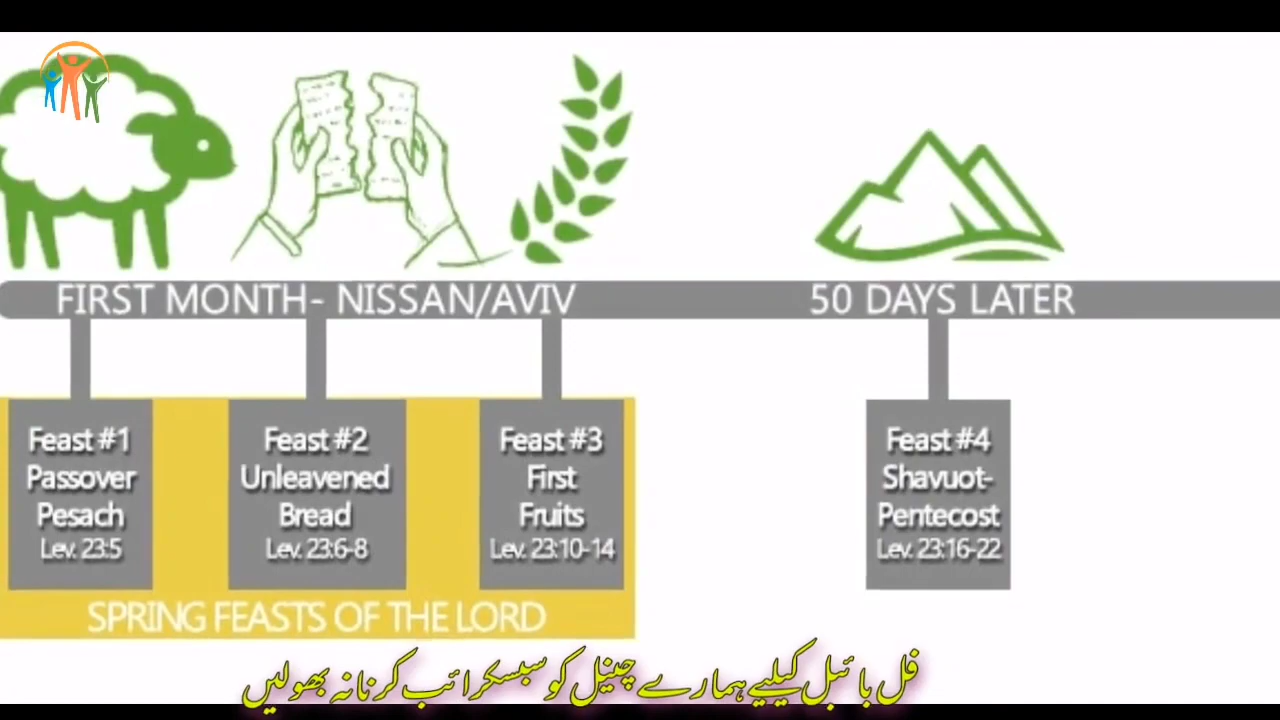 FIRST MONTH- NISSAN/AVIV
50 DAYS LATER
Feast #1
Passover
Pesach
Lev. 23:5
Feast #2
Unleavened
Bread
Lev. 23:6-8
Feast #3
First
Fruits
Lev. 23:10-14
Feast #4
Shavuot-
Pentecost
Lev. 23:16-22
SPRING FEASTS OF THE LORD
فل بائبل کیلیے ہمارے چینل کو سبسکرائب کرنا نہ بھولیں